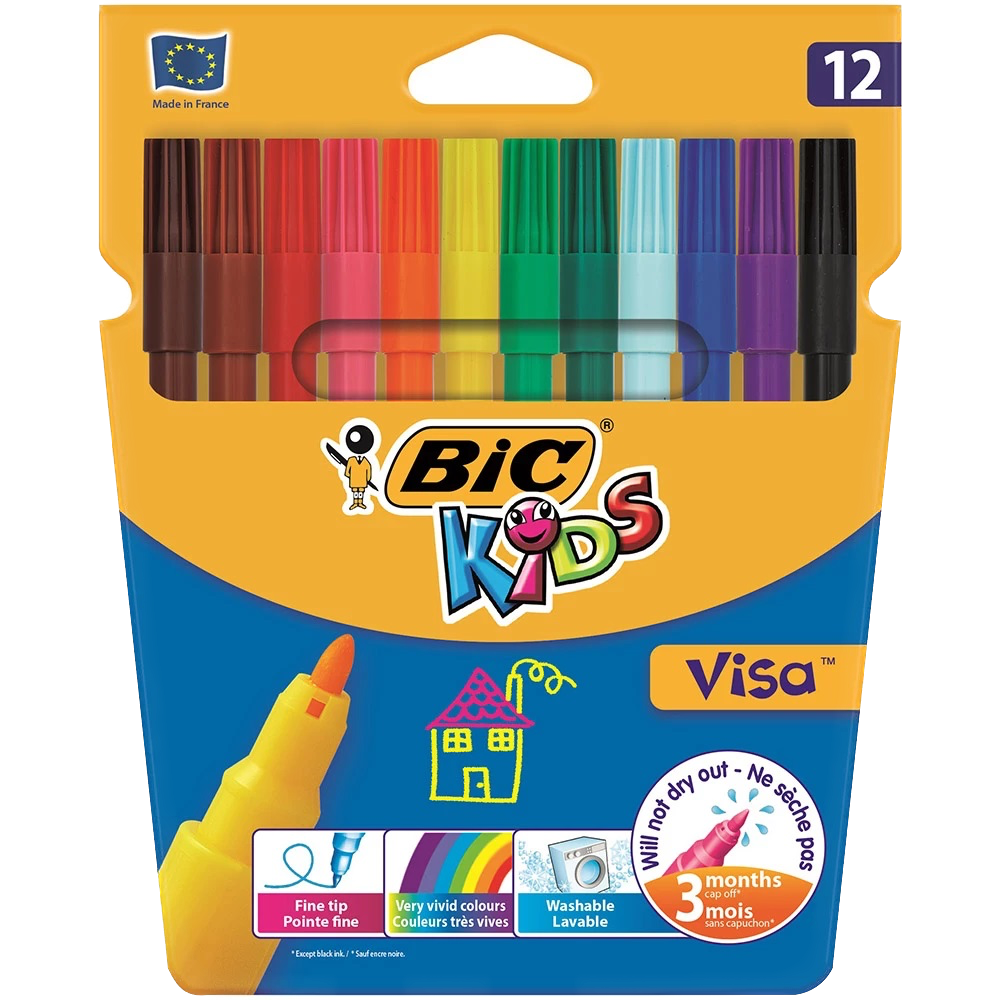 Made in France
12
BiC®
KiDS
Visa™
Will not dry out - Ne sèche pas
3 months
cap off*
3 mois
sans capuchon*
Fine tip
Pointe fine
Very vivid colours
Couleurs très vives
Washable
Lavable
* Except black ink. / * Sauf encre noire.